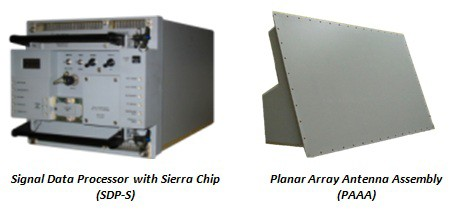 Signal Data Processor with Sierra Chip
(SDP-S)
Planar Array Antenna Assembly
(PAAA)